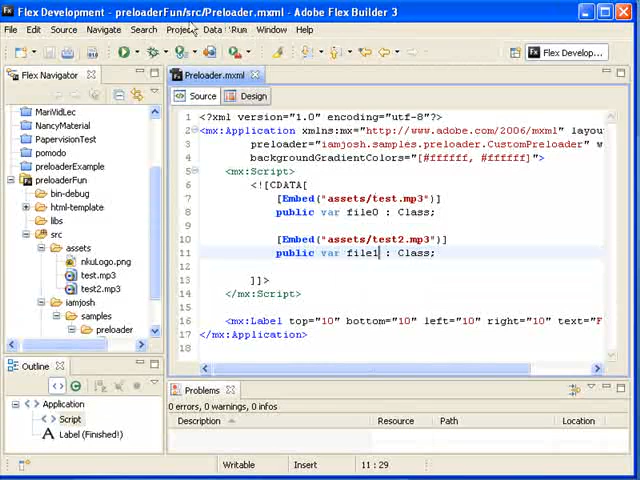 Flex Development - preloaderFun/src/Preloader.mxml - Adobe Flex Builder 3
File Edit Source Navigate Search Project Data Run Window Help
Flex Develop...
Flex Navigator
Preloader.mxml
Source Design
MariVidLec
NancyMaterial
PapervisionTest
pomodo
preloaderExample
preloaderFun
bin-debug
html-template
libs
src
assets
nkuLogo.png
test.mp3
test2.mp3
iamjosh
samples
preloader
1 <?xml version="1.0" encoding="utf-8"?>
2 <mx:Application xmlns:mx="http://www.adobe.com/2006/mxml" layou
3 preloader="iamjosh.samples.preloader.CustomPreloader" w
4 backgroundGradientColors="[#ffffff, #ffffff]">
5 <mx:Script>
6 <![CDATA[
7 [Embed("assets/test.mp3")]
8 public var file0 : Class;
9
10 [Embed("assets/test2.mp3")]
11 public var file1 : Class;
12
13 ]]>
14 </mx:Script>
15
16 <mx:Label top="10" bottom="10" left="10" right="10" text="F
17 </mx:Application>
18
Outline
Application
Script
Label (Finished!)
Problems
0 errors, 0 warnings, 0 infos
Description Resource Path Location
Writable Insert 11 : 29